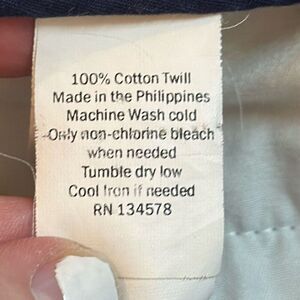 100% Cotton Twill
Made in the Philippines
Machine Wash cold
Only non-chlorine bleach
when needed
Tumble dry low
Cool Iron if needed
RN 134578